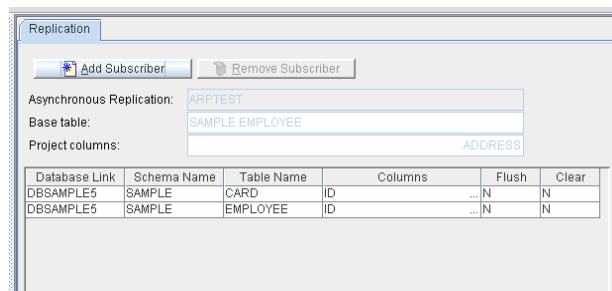 Replication
Add Subscriber Remove Subscriber
Asynchronous Replication: ARPTEST
Base table: SAMPLE.EMPLOYEE
Project columns: ADDRESS
Database Link Schema Name Table Name Columns Flush Clear
DBSAMPLE5 SAMPLE CARD ID ... N N
DBSAMPLE5 SAMPLE EMPLOYEE ID ... N N